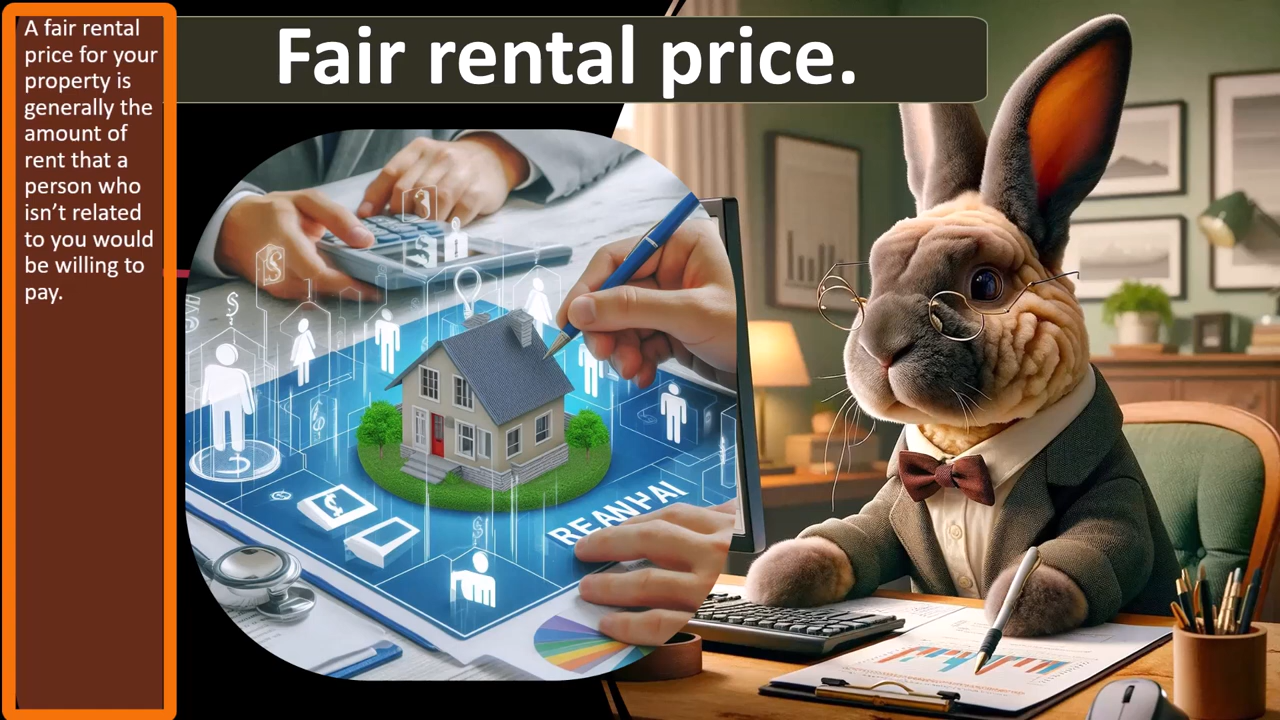 Fair rental price.
A fair rental
price for your
property is
generally the
amount of
rent that a
person who
isn’t related
to you would
be willing to
pay.